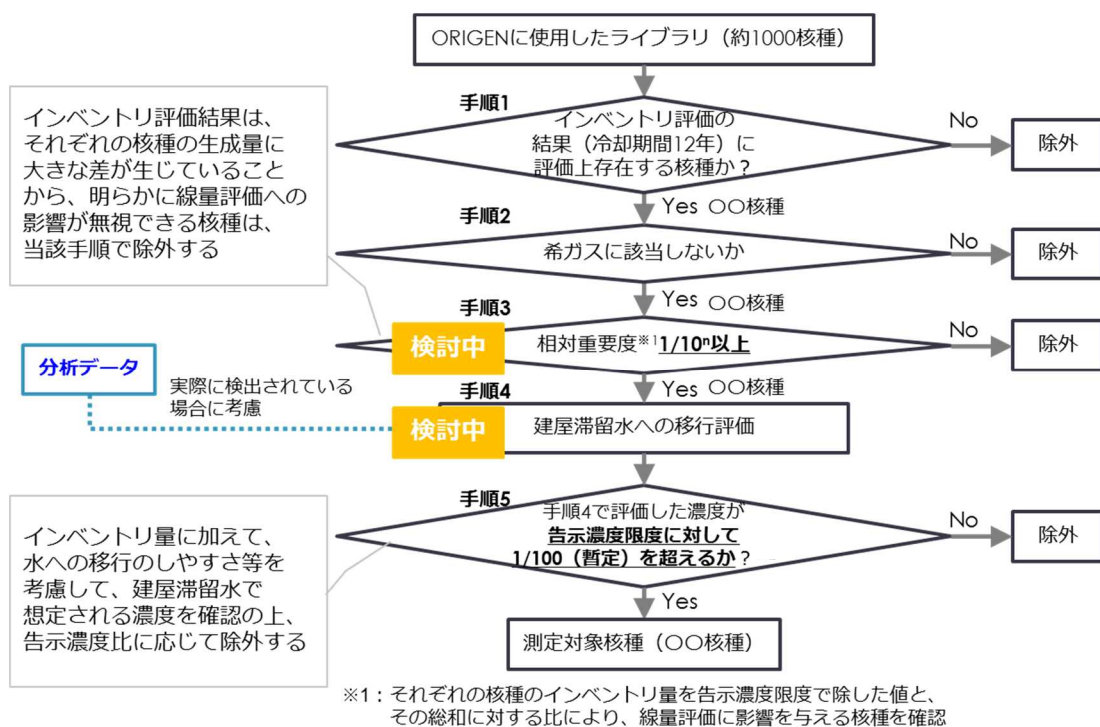 ORIGENに使用したライブラリ（約1000核種）
手順1
インベントリ評価の
結果（冷却期間12年）に
評価上存在する核種か？
No
除外
インベントリ評価結果は、
それぞれの核種の生成量に
大きな差が生じていること
から、明らかに線量評価への
影響が無視できる核種は、
当該手順で除外する
Yes 〇〇核種
手順2
希ガスに該当しないか
No
除外
Yes 〇〇核種
手順3
検討中
相対重要度※1 1/10ⁿ以上
No
除外
Yes 〇〇核種
分析データ
実際に検出されている
場合に考慮
手順4
検討中
建屋滞留水への移行評価
手順5
手順4で評価した濃度が
告示濃度限度に対して
1/100（暫定）を超えるか？
No
除外
インベントリ量に加えて、
水への移行のしやすさ等を
考慮して、建屋滞留水で
想定される濃度を確認の上、
告示濃度比に応じて除外する
Yes
測定対象核種（〇〇核種）
※1：それぞれの核種のインベントリ量を告示濃度限度で除した値と、
その総和に対する比により、線量評価に影響を与える核種を確認